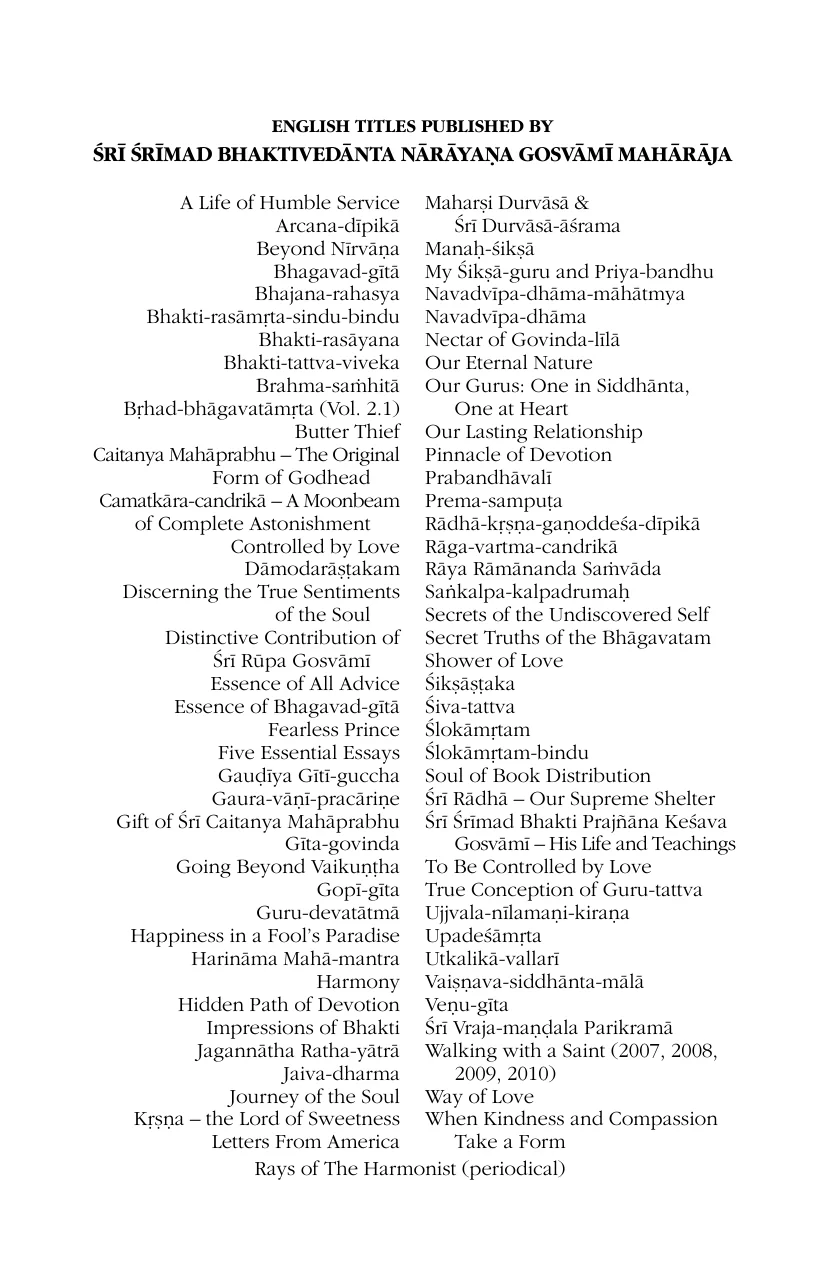 ENGLISH TITLES PUBLISHED BY
ŚRĪ ŚRĪMAD BHAKTIVEDĀNTA NĀRĀYAṆA GOSVĀMĪ MAHĀRĀJA
A Life of Humble Service
Arcana-dīpikā
Beyond Nīrvāṇa
Bhagavad-gītā
Bhajana-rahasya
Bhakti-rasāmṛta-sindu-bindu
Bhakti-rasāyana
Bhakti-tattva-viveka
Brahma-saṁhitā
Bṛhad-bhāgavatāmṛta (Vol. 2.1)
Butter Thief
Caitanya Mahāprabhu – The Original
Form of Godhead
Camatkāra-candrikā – A Moonbeam
of Complete Astonishment
Controlled by Love
Dāmodarāṣṭakam
Discerning the True Sentiments
of the Soul
Distinctive Contribution of
Śrī Rūpa Gosvāmī
Essence of All Advice
Essence of Bhagavad-gītā
Fearless Prince
Five Essential Essays
Gauḍīya Gītī-guccha
Gaura-vāṇī-pracāriṇe
Gift of Śrī Caitanya Mahāprabhu
Gīta-govinda
Going Beyond Vaikuṇṭha
Gopī-gīta
Guru-devatātmā
Happiness in a Fool's Paradise
Harināma Mahā-mantra
Harmony
Hidden Path of Devotion
Impressions of Bhakti
Jagannātha Ratha-yātrā
Jaiva-dharma
Journey of the Soul
Kṛṣṇa – the Lord of Sweetness
Letters From America
Maharṣi Durvāsā &
Śrī Durvāsā-āśrama
Manaḥ-śikṣā
My Śikṣā-guru and Priya-bandhu
Navadvīpa-dhāma-māhātmya
Navadvīpa-dhāma
Nectar of Govinda-līlā
Our Eternal Nature
Our Gurus: One in Siddhānta,
One at Heart
Our Lasting Relationship
Pinnacle of Devotion
Prabandhāvalī
Prema-sampuṭa
Rādhā-kṛṣṇa-gaṇoddeśa-dīpikā
Rāga-vartma-candrikā
Rāya Rāmānanda Saṁvāda
Saṅkalpa-kalpadrumaḥ
Secrets of the Undiscovered Self
Secret Truths of the Bhāgavatam
Shower of Love
Śikṣāṣṭaka
Śiva-tattva
Ślokāmṛtam
Ślokāmṛtam-bindu
Soul of Book Distribution
Śrī Rādhā – Our Supreme Shelter
Śrī Śrīmad Bhakti Prajñāna Keśava
Gosvāmī – His Life and Teachings
To Be Controlled by Love
True Conception of Guru-tattva
Ujjvala-nīlamaṇi-kiraṇa
Upadeśāmṛta
Utkalikā-vallarī
Vaiṣṇava-siddhānta-mālā
Veṇu-gīta
Śrī Vraja-maṇḍala Parikramā
Walking with a Saint (2007, 2008,
2009, 2010)
Way of Love
When Kindness and Compassion
Take a Form
Rays of The Harmonist (periodical)